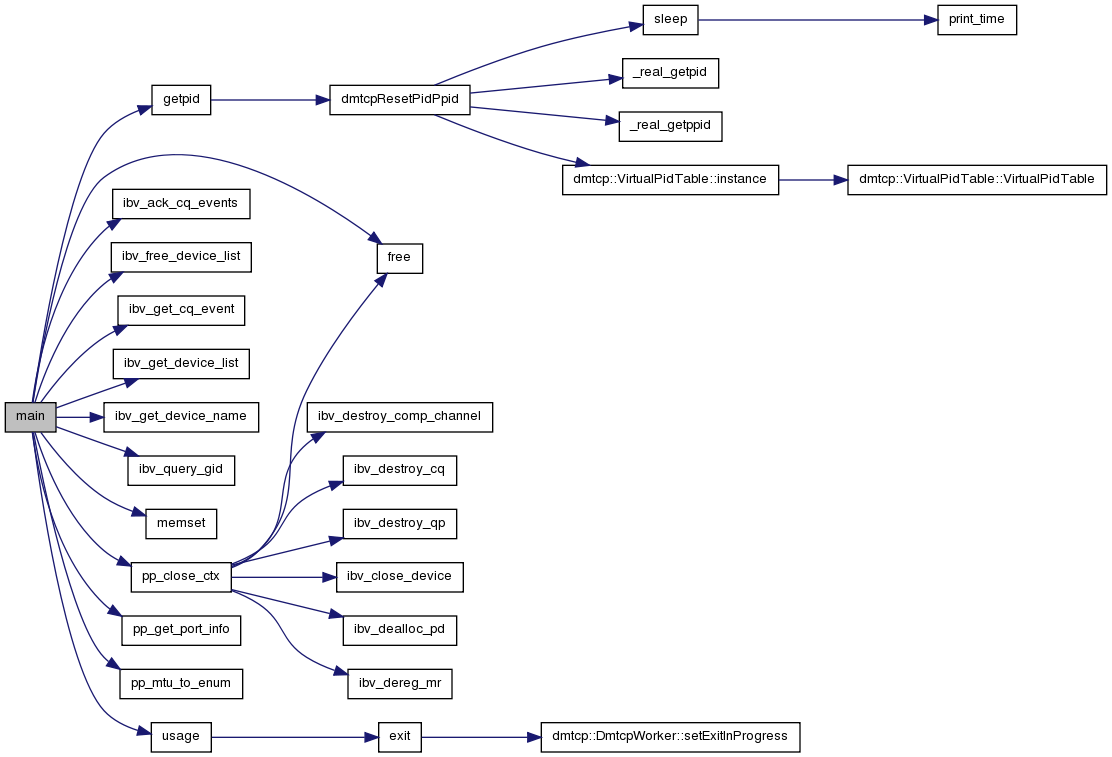 sleep
print_time
_real_getpid
getpid
dmtcpResetPidPpid
_real_getppid
dmtcp::VirtualPidTable::instance
dmtcp::VirtualPidTable::VirtualPidTable
ibv_ack_cq_events
ibv_free_device_list
free
ibv_get_cq_event
ibv_get_device_list
main
ibv_get_device_name
ibv_destroy_comp_channel
ibv_query_gid
ibv_destroy_cq
memset
ibv_destroy_qp
pp_close_ctx
ibv_close_device
pp_get_port_info
ibv_dealloc_pd
pp_mtu_to_enum
ibv_dereg_mr
usage
exit
dmtcp::DmtcpWorker::setExitInProgress